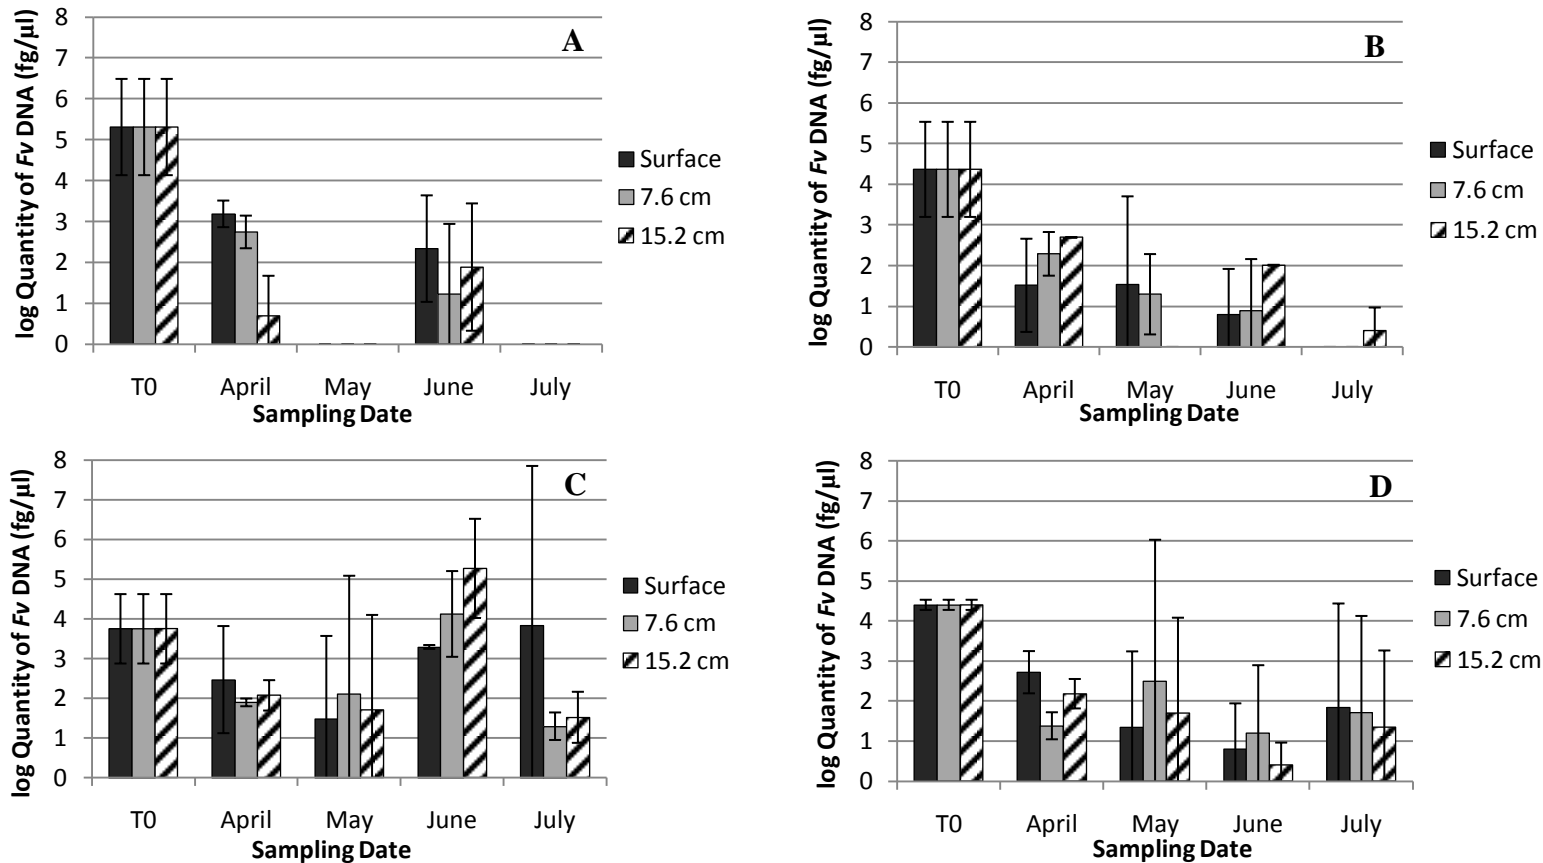 A
log Quantity of Fv DNA (fg/µl)
8
7
6
5
4
3
2
1
0
T0 April May June July
Sampling Date
Surface
7.6 cm
15.2 cm
B
log Quantity of Fv DNA (fg/µl)
8
7
6
5
4
3
2
1
0
T0 April May June July
Sampling Date
Surface
7.6 cm
15.2 cm
C
log Quantity of Fv DNA (fg/µl)
8
7
6
5
4
3
2
1
0
T0 April May June July
Sampling Date
Surface
7.6 cm
15.2 cm
D
log Quantity of Fv DNA (fg/µl)
8
7
6
5
4
3
2
1
0
T0 April May June July
Sampling Date
Surface
7.6 cm
15.2 cm